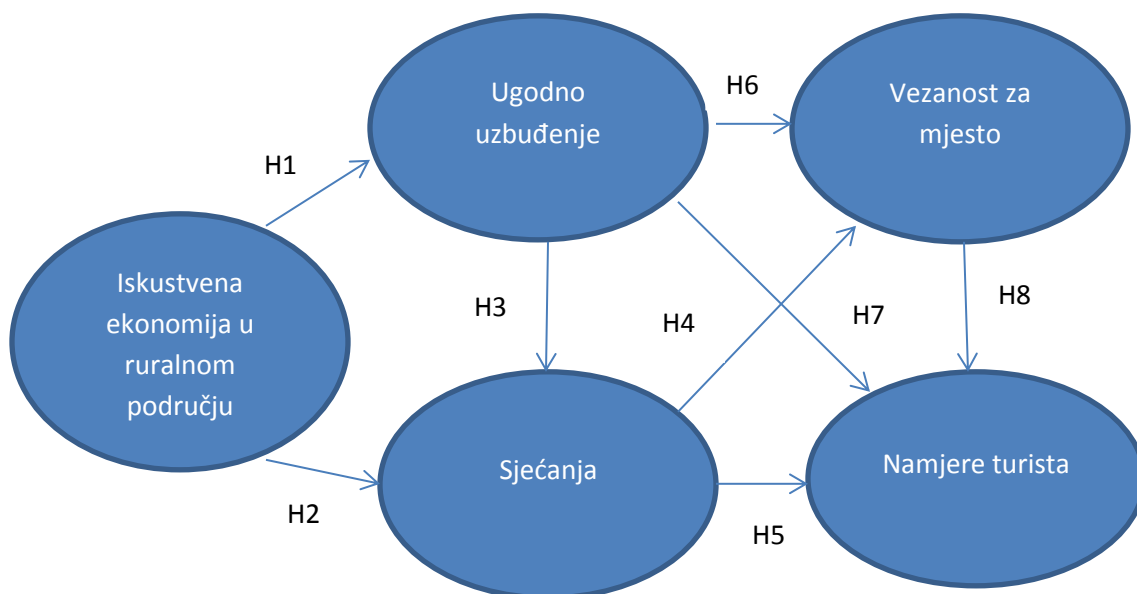 Ugodno
uzbuđenje
H6
Vezanost za
mjesto
H1
Iskustvena
ekonomija u
ruralnom
području
H3
H4
H7
H8
Sjećanja
Namjere turista
H2
H5